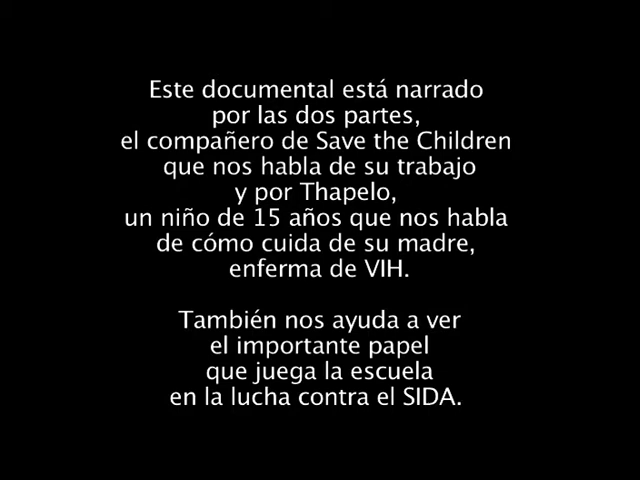 Este documental está narrado
por las dos partes,
el compañero de Save the Children
que nos habla de su trabajo
y por Thapelo,
un niño de 15 años que nos habla
de cómo cuida de su madre,
enferma de VIH.
También nos ayuda a ver
el importante papel
que juega la escuela
en la lucha contra el SIDA.